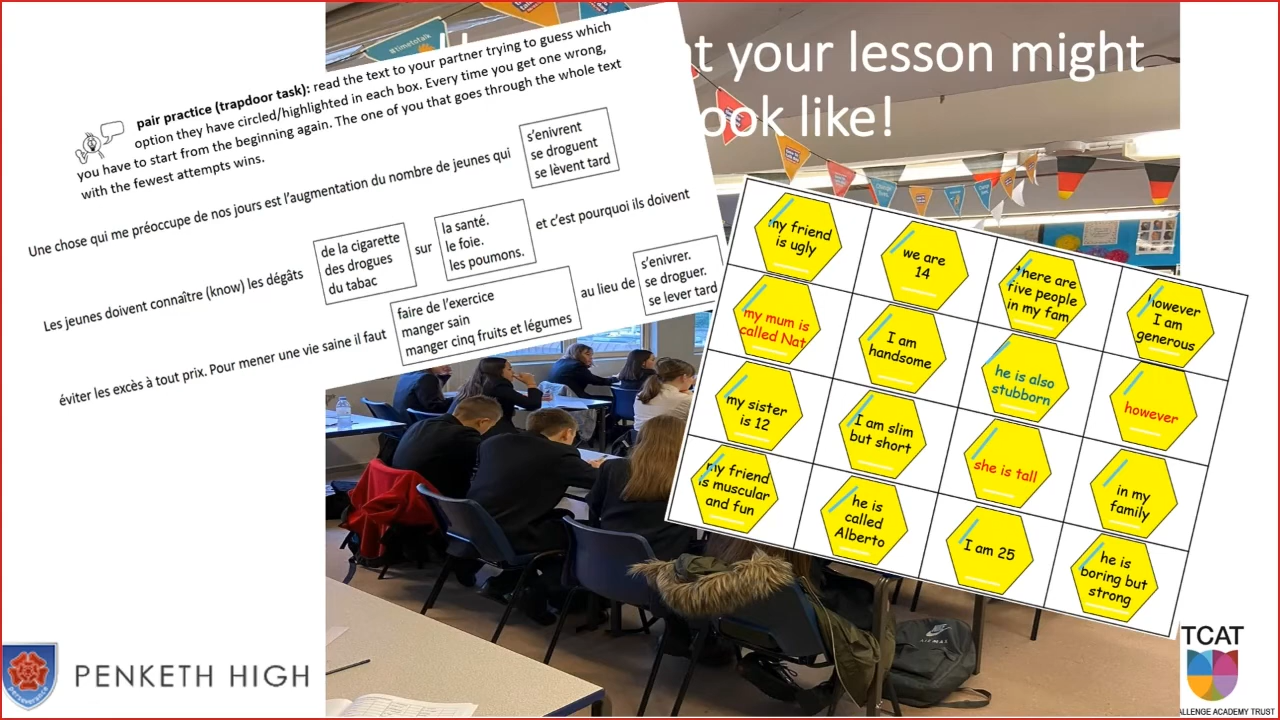 t your lesson might
ook like!
#timetotalk
pair practice (trapdoor task): read the text to your partner trying to guess which
option they have circled/highlighted in each box. Every time you get one wrong,
you have to start from the beginning again. The one of you that goes through the whole text
with the fewest attempts wins.
Une chose qui me préoccupe de nos jours est l'augmentation du nombre de jeunes qui
s'enivrent
se droguent
se lèvent tard
Les jeunes doivent connaître (know) les dégâts
de la cigarette
des drogues
du tabac
sur
la santé.
le foie.
les poumons.
et c'est pourquoi ils doivent
éviter les excès à tout prix. Pour mener une vie saine il faut
faire de l'exercice
manger sain
manger cinq fruits et légumes
au lieu de
s'enivrer.
se droguer.
se lever tard
my friend
is ugly
we are
14
there are
five people
in my fam
however
I am
generous
my mum is
called Nat
I am
handsome
he is also
stubborn
however
my sister
is 12
I am slim
but short
she is tall
in my
family
my friend
is muscular
and fun
he is
called
Alberto
I am 25
he is
boring but
strong
NIKE
PENKETH HIGH
perseverance
TCAT
ALLENGE ACADEMY TRUST